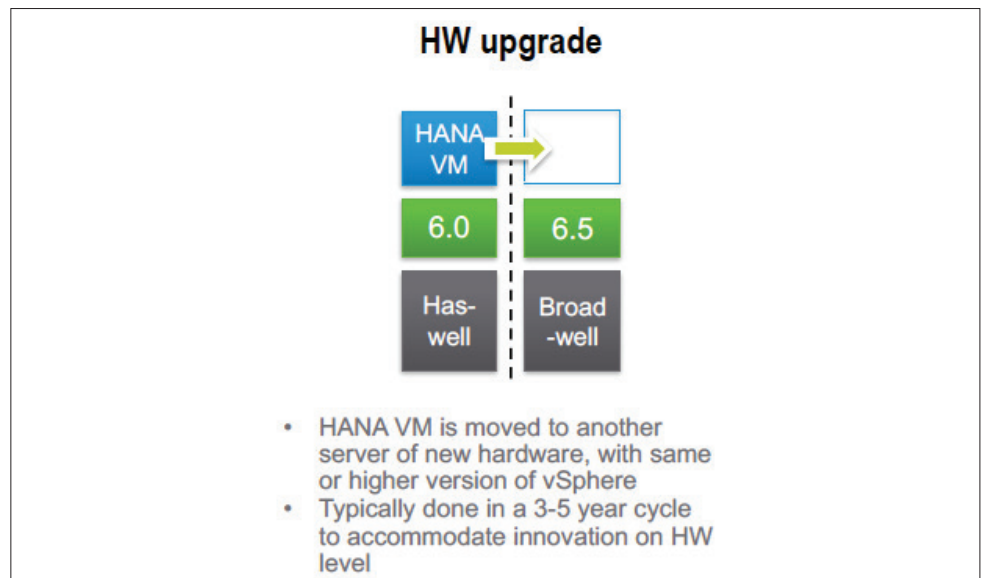 HW upgrade
HANA
VM
6.0
6.5
Has-
well
Broad
-well
• HANA VM is moved to another
server of new hardware, with same
or higher version of vSphere
• Typically done in a 3-5 year cycle
to accommodate innovation on HW
level